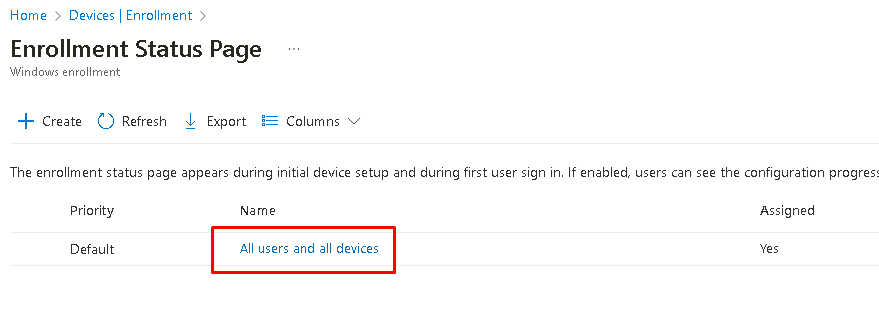 Home > Devices | Enrollment >
Enrollment Status Page ...
Windows enrollment
Create Refresh Export Columns
The enrollment status page appears during initial device setup and during first user sign in. If enabled, users can see the configuration progress
Priority Name Assigned
Default All users and all devices Yes